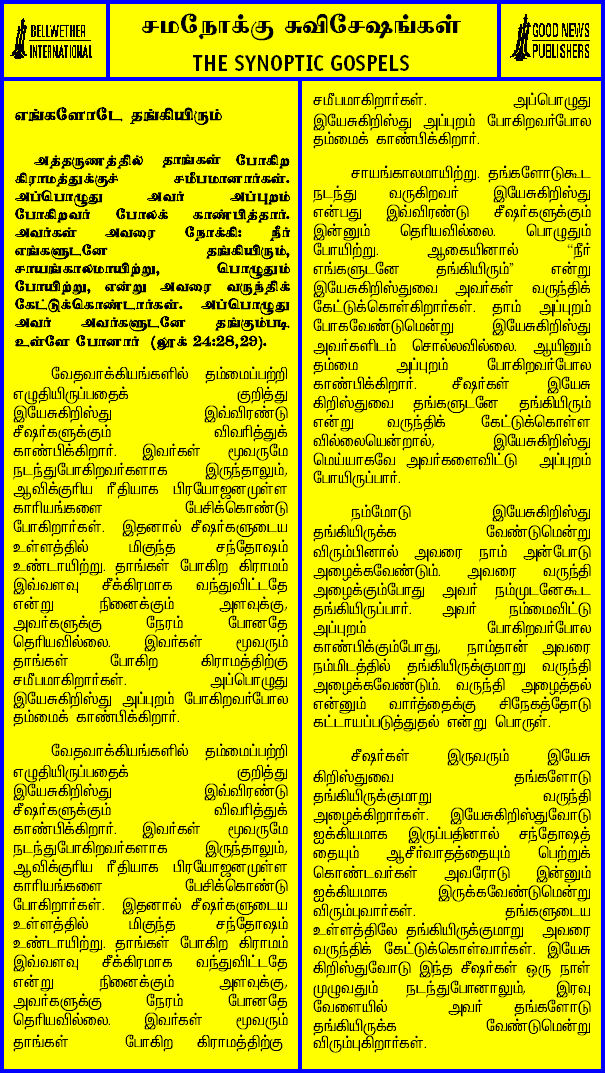 BELLWETHER
INTERNATIONAL
சமநோக்கு சுவிசேஷங்கள்
THE SYNOPTIC GOSPELS
GOOD NEWS
PUBLISHERS
எங்களோடே தங்கியிரும்
அத்தருணத்தில் தாங்கள் போகிற
கிராமத்துக்குச் சமீபமானார்கள்.
அப்பொழுது அவர் அப்புறம்
போகிறவர் போலக் காண்பித்தார்.
அவர்கள் அவரை நோக்கி: நீர்
எங்களுடனே தங்கியிரும்,
சாயங்காலமாயிற்று, பொழுதும்
போயிற்று, என்று அவரை வருந்திக்
கேட்டுக்கொண்டார்கள். அப்பொழுது
அவர் அவர்களுடனே தங்கும்படி
உள்ளே போனார் (லூக் 24:28,29).
வேதவாக்கியங்களில் தம்மைப்பற்றி
எழுதியிருப்பதைக் குறித்து
இயேசுகிறிஸ்து இவ்விரண்டு
சீஷர்களுக்கும் விவரித்துக்
காண்பிக்கிறார். இவர்கள் மூவருமே
நடந்துபோகிறவர்களாக இருந்தாலும்,
ஆவிக்குரிய ரீதியாக பிரயோஜனமுள்ள
காரியங்களை பேசிக்கொண்டு
போகிறார்கள். இதனால் சீஷர்களுடைய
உள்ளத்தில் மிகுந்த சந்தோஷம்
உண்டாயிற்று. தாங்கள் போகிற கிராமம்
இவ்வளவு சீக்கிரமாக வந்துவிட்டதே
என்று நினைக்கும் அளவுக்கு,
அவர்களுக்கு நேரம் போனதே
தெரியவில்லை. இவர்கள் மூவரும்
தாங்கள் போகிற கிராமத்திற்கு
சமீபமாகிறார்கள். அப்பொழுது
இயேசுகிறிஸ்து அப்புறம் போகிறவர்போல
தம்மைக் காண்பிக்கிறார்.
வேதவாக்கியங்களில் தம்மைப்பற்றி
எழுதியிருப்பதைக் குறித்து
இயேசுகிறிஸ்து இவ்விரண்டு
சீஷர்களுக்கும் விவரித்துக்
காண்பிக்கிறார். இவர்கள் மூவருமே
நடந்துபோகிறவர்களாக இருந்தாலும்,
ஆவிக்குரிய ரீதியாக பிரயோஜனமுள்ள
காரியங்களை பேசிக்கொண்டு
போகிறார்கள். இதனால் சீஷர்களுடைய
உள்ளத்தில் மிகுந்த சந்தோஷம்
உண்டாயிற்று. தாங்கள் போகிற கிராமம்
இவ்வளவு சீக்கிரமாக வந்துவிட்டதே
என்று நினைக்கும் அளவுக்கு,
அவர்களுக்கு நேரம் போனதே
தெரியவில்லை. இவர்கள் மூவரும்
தாங்கள் போகிற கிராமத்திற்கு
சமீபமாகிறார்கள். அப்பொழுது
இயேசுகிறிஸ்து அப்புறம் போகிறவர்போல
தம்மைக் காண்பிக்கிறார்.
சாயங்காலமாயிற்று. தங்களோடுகூட
நடந்து வருகிறவர் இயேசுகிறிஸ்து
என்பது இவ்விரண்டு சீஷர்களுக்கும்
இன்னும் தெரியவில்லை. பொழுதும்
போயிற்று. ஆகையினால் "நீர்
எங்களுடனே தங்கியிரும்" என்று
இயேசுகிறிஸ்துவை அவர்கள் வருந்திக்
கேட்டுக்கொள்கிறார்கள். தாம் அப்புறம்
போகவேண்டுமென்று இயேசுகிறிஸ்து
அவர்களிடம் சொல்லவில்லை. ஆயினும்
தம்மை அப்புறம் போகிறவர்போல
காண்பிக்கிறார். சீஷர்கள் இயேசு
கிறிஸ்துவை தங்களுடனே தங்கியிரும்
என்று வருந்திக் கேட்டுக்கொள்ள
வில்லையென்றால், இயேசுகிறிஸ்து
மெய்யாகவே அவர்களைவிட்டு அப்புறம்
போயிருப்பார்.
நம்மோடு இயேசுகிறிஸ்து
தங்கியிருக்க வேண்டுமென்று
விரும்பினால் அவரை நாம் அன்போடு
அழைக்கவேண்டும். அவரை வருந்தி
அழைக்கும்போது அவர் நம்முடனேகூட
தங்கியிருப்பார். அவர் நம்மைவிட்டு
அப்புறம் போகிறவர்போல
காண்பிக்கும்போது, நாம்தான் அவரை
நம்மிடத்தில் தங்கியிருக்குமாறு வருந்தி
அழைக்கவேண்டும். வருந்தி அழைத்தல்
என்னும் வார்த்தைக்கு சிநேகத்தோடு
கட்டாயப்படுத்துதல் என்று பொருள்.
சீஷர்கள் இருவரும் இயேசு
கிறிஸ்துவை தங்களோடு
தங்கியிருக்குமாறு வருந்தி
அழைக்கிறார்கள். இயேசுகிறிஸ்துவோடு
ஐக்கியமாக இருப்பதினால் சந்தோஷத்
தையும் ஆசீர்வாதத்தையும் பெற்றுக்
கொண்டவர்கள் அவரோடு இன்னும்
ஐக்கியமாக இருக்கவேண்டுமென்று
விரும்புவார்கள். தங்களுடைய
உள்ளத்திலே தங்கியிருக்குமாறு அவரை
வருந்திக் கேட்டுக்கொள்வார்கள். இயேசு
கிறிஸ்துவோடு இந்த சீஷர்கள் ஒரு நாள்
முழுவதும் நடந்துபோனாலும், இரவு
வேளையில் அவர் தங்களோடு
தங்கியிருக்க வேண்டுமென்று
விரும்புகிறார்கள்.